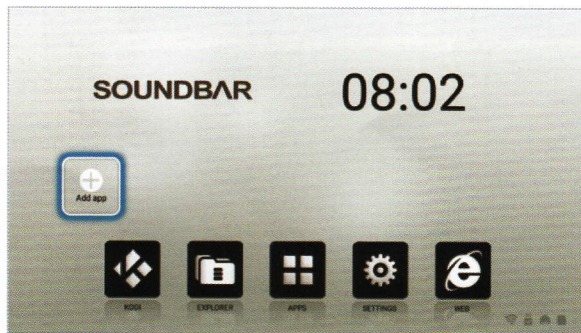 SOUNDBAR
08:02
Add app
KODI
EXPLORER
APPS
SETTINGS
WEB